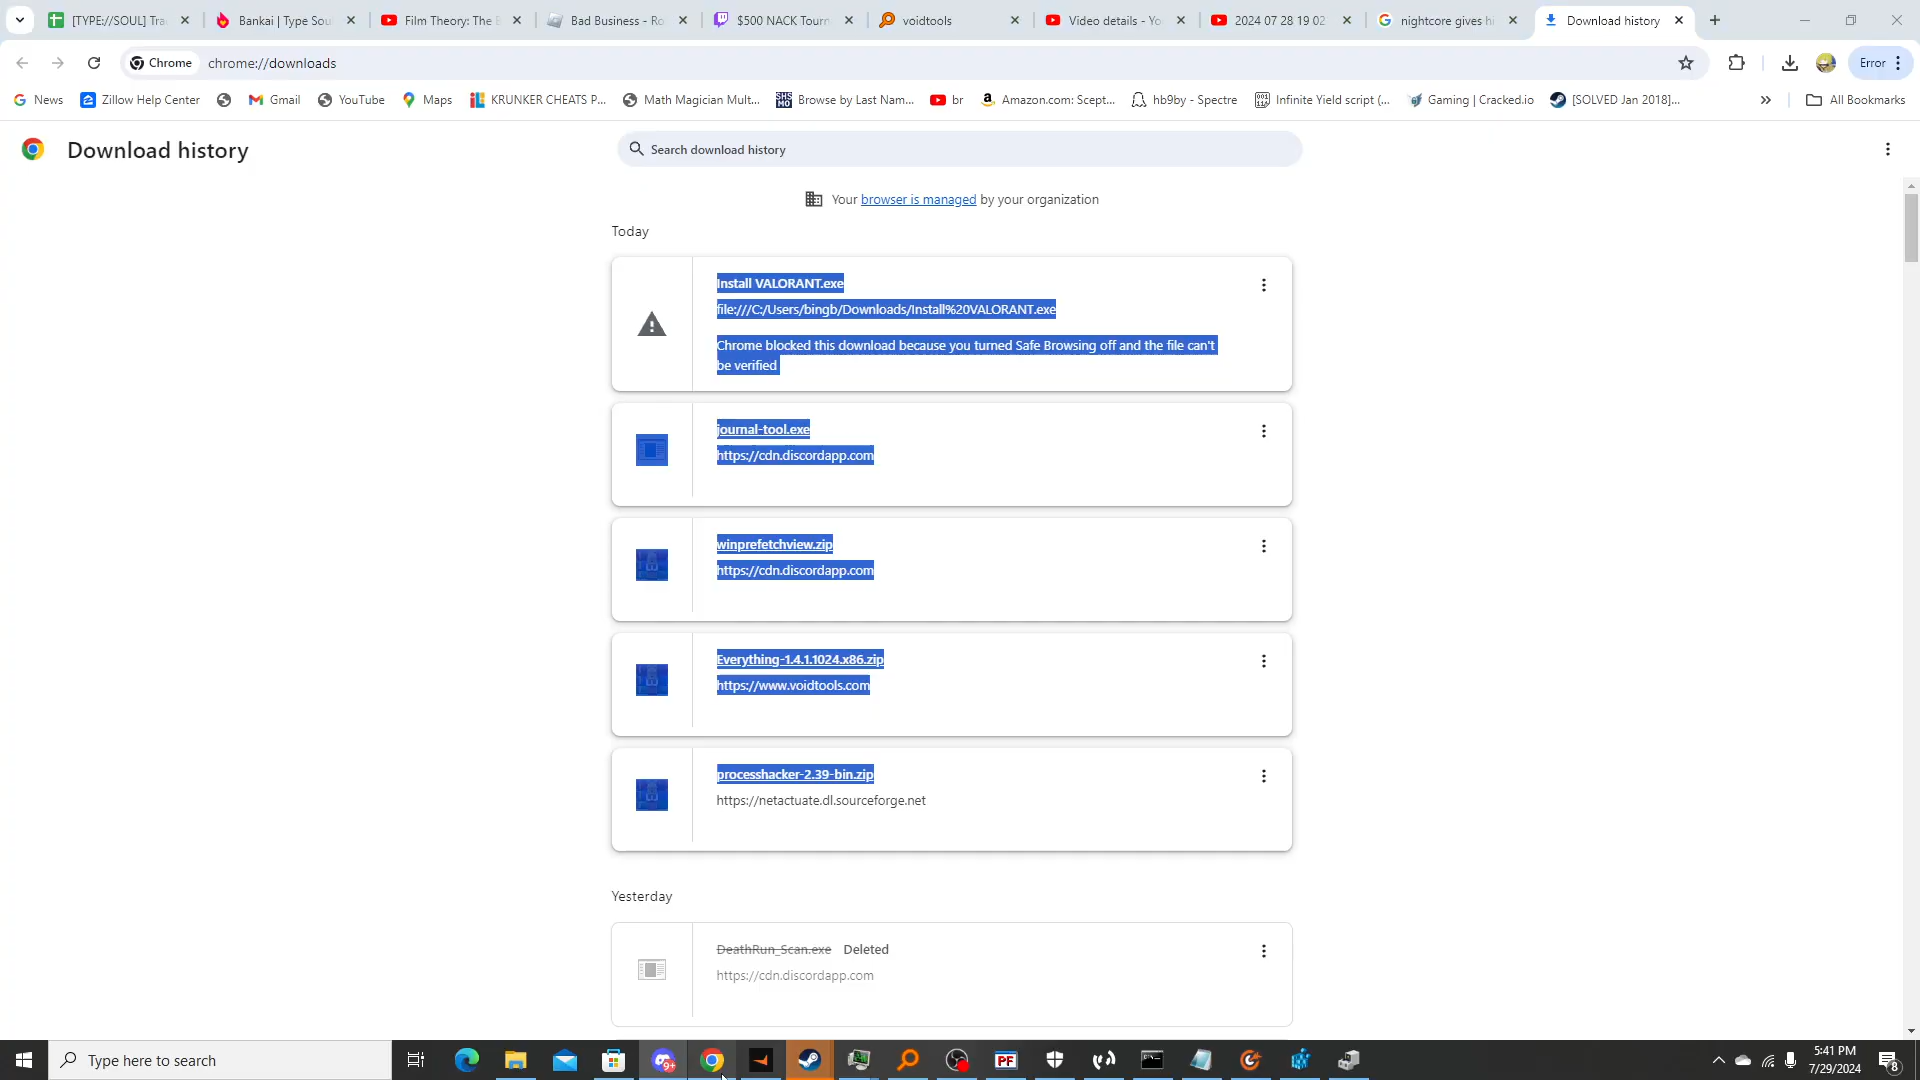 [TYPE://SOUL] Tra
Bankai | Type Sou
Film Theory: The B
Bad Business - Ro
$500 NACK Tourn
voidtools
Video details - Yo
2024 07 28 19 02
nightcore gives hi
Download history
Chrome
chrome://downloads
Error
News
Zillow Help Center
Gmail
YouTube
Maps
KRUNKER CHEATS P...
Math Magician Mult...
Browse by Last Nam...
br
Amazon.com: Scept...
hb9by - Spectre
Infinite Yield script (...
Gaming | Cracked.io
[SOLVED Jan 2018]...
All Bookmarks
Download history
Search download history
Your browser is managed by your organization
Today
Install VALORANT.exe
file:///C:/Users/bingb/Downloads/Install%20VALORANT.exe
Chrome blocked this download because you turned Safe Browsing off and the file can't
be verified
journal-tool.exe
https://cdn.discordapp.com
winprefetchview.zip
https://cdn.discordapp.com
Everything-1.4.1.1024.x86.zip
https://www.voidtools.com
processhacker-2.39-bin.zip
https://netactuate.dl.sourceforge.net
Yesterday
DeathRun_Scan.exe Deleted
https://cdn.discordapp.com
Type here to search
9+
PF
5:41 PM
7/29/2024
8